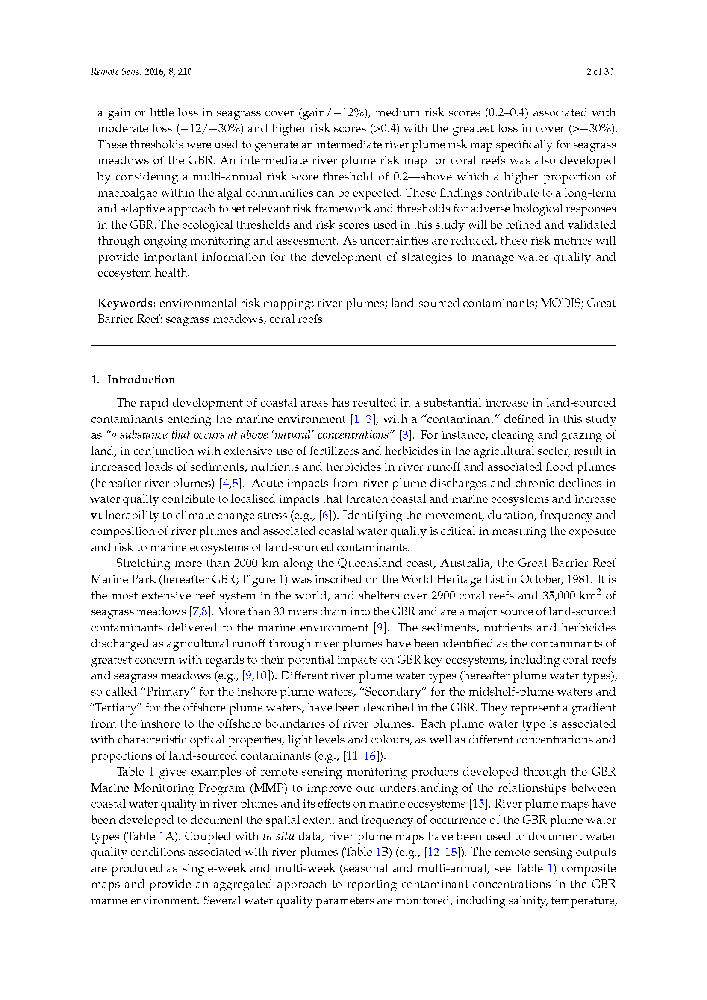 Remote Sens. 2016, 8, 210
2 of 30
a gain or little loss in seagrass cover (gain/−12%), medium risk scores (0.2–0.4) associated with
moderate loss (−12/−30%) and higher risk scores (>0.4) with the greatest loss in cover (>−30%).
These thresholds were used to generate an intermediate river plume risk map specifically for seagrass
meadows of the GBR. An intermediate river plume risk map for coral reefs was also developed
by considering a multi-annual risk score threshold of 0.2—above which a higher proportion of
macroalgae within the algal communities can be expected. These findings contribute to a long-term
and adaptive approach to set relevant risk framework and thresholds for adverse biological responses
in the GBR. The ecological thresholds and risk scores used in this study will be refined and validated
through ongoing monitoring and assessment. As uncertainties are reduced, these risk metrics will
provide important information for the development of strategies to manage water quality and
ecosystem health.
Keywords: environmental risk mapping; river plumes; land-sourced contaminants; MODIS; Great
Barrier Reef; seagrass meadows; coral reefs
1. Introduction
The rapid development of coastal areas has resulted in a substantial increase in land-sourced
contaminants entering the marine environment [1–3], with a “contaminant” defined in this study
as “a substance that occurs at above ‘natural’ concentrations” [3]. For instance, clearing and grazing of
land, in conjunction with extensive use of fertilizers and herbicides in the agricultural sector, result in
increased loads of sediments, nutrients and herbicides in river runoff and associated flood plumes
(hereafter river plumes) [4,5]. Acute impacts from river plume discharges and chronic declines in
water quality contribute to localised impacts that threaten coastal and marine ecosystems and increase
vulnerability to climate change stress (e.g., [6]). Identifying the movement, duration, frequency and
composition of river plumes and associated coastal water quality is critical in measuring the exposure
and risk to marine ecosystems of land-sourced contaminants.
Stretching more than 2000 km along the Queensland coast, Australia, the Great Barrier Reef
Marine Park (hereafter GBR; Figure 1) was inscribed on the World Heritage List in October, 1981. It is
the most extensive reef system in the world, and shelters over 2900 coral reefs and 35,000 km² of
seagrass meadows [7,8]. More than 30 rivers drain into the GBR and are a major source of land-sourced
contaminants delivered to the marine environment [9]. The sediments, nutrients and herbicides
discharged as agricultural runoff through river plumes have been identified as the contaminants of
greatest concern with regards to their potential impacts on GBR key ecosystems, including coral reefs
and seagrass meadows (e.g., [9,10]). Different river plume water types (hereafter plume water types),
so called “Primary” for the inshore plume waters, “Secondary” for the midshelf-plume waters and
“Tertiary” for the offshore plume waters, have been described in the GBR. They represent a gradient
from the inshore to the offshore boundaries of river plumes. Each plume water type is associated
with characteristic optical properties, light levels and colours, as well as different concentrations and
proportions of land-sourced contaminants (e.g., [11–16]).
Table 1 gives examples of remote sensing monitoring products developed through the GBR
Marine Monitoring Program (MMP) to improve our understanding of the relationships between
coastal water quality in river plumes and its effects on marine ecosystems [15]. River plume maps have
been developed to document the spatial extent and frequency of occurrence of the GBR plume water
types (Table 1A). Coupled with in situ data, river plume maps have been used to document water
quality conditions associated with river plumes (Table 1B) (e.g., [12–15]). The remote sensing outputs
are produced as single-week and multi-week (seasonal and multi-annual, see Table 1) composite
maps and provide an aggregated approach to reporting contaminant concentrations in the GBR
marine environment. Several water quality parameters are monitored, including salinity, temperature,